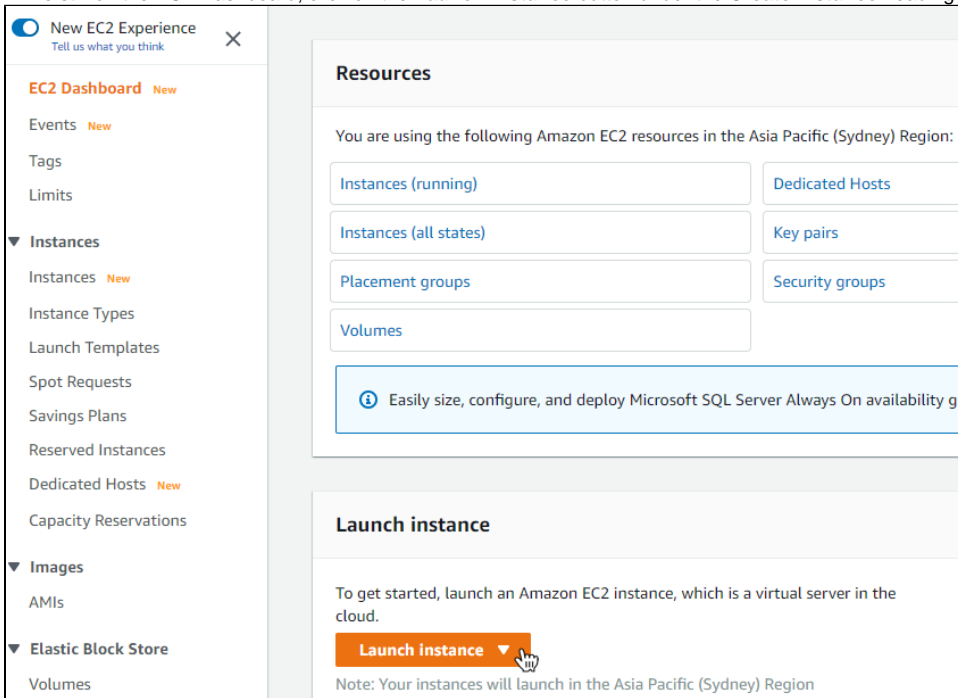 New EC2 Experience
Tell us what you think
EC2 Dashboard New
Events New
Tags
Limits
Instances
Instances New
Instance Types
Launch Templates
Spot Requests
Savings Plans
Reserved Instances
Dedicated Hosts New
Capacity Reservations
Images
AMIs
Elastic Block Store
Volumes
Resources
You are using the following Amazon EC2 resources in the Asia Pacific (Sydney) Region:
Instances (running)
Dedicated Hosts
Instances (all states)
Key pairs
Placement groups
Security groups
Volumes
Easily size, configure, and deploy Microsoft SQL Server Always On availability g
Launch instance
To get started, launch an Amazon EC2 instance, which is a virtual server in the
cloud.
Launch instance
Note: Your instances will launch in the Asia Pacific (Sydney) Region